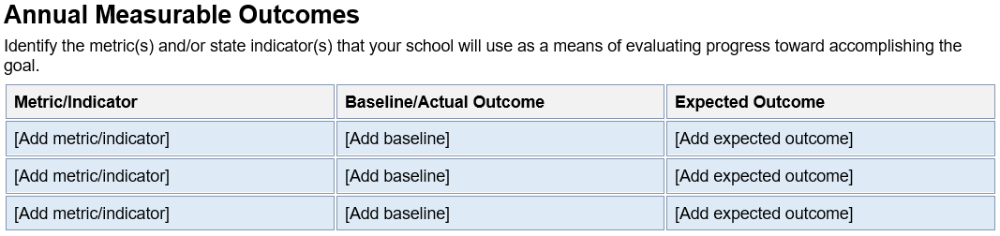 Annual Measurable Outcomes
Identify the metric(s) and/or state indicator(s) that your school will use as a means of evaluating progress toward accomplishing the
goal.
Metric/Indicator Baseline/Actual Outcome Expected Outcome
[Add metric/indicator] [Add baseline] [Add expected outcome]
[Add metric/indicator] [Add baseline] [Add expected outcome]
[Add metric/indicator] [Add baseline] [Add expected outcome]